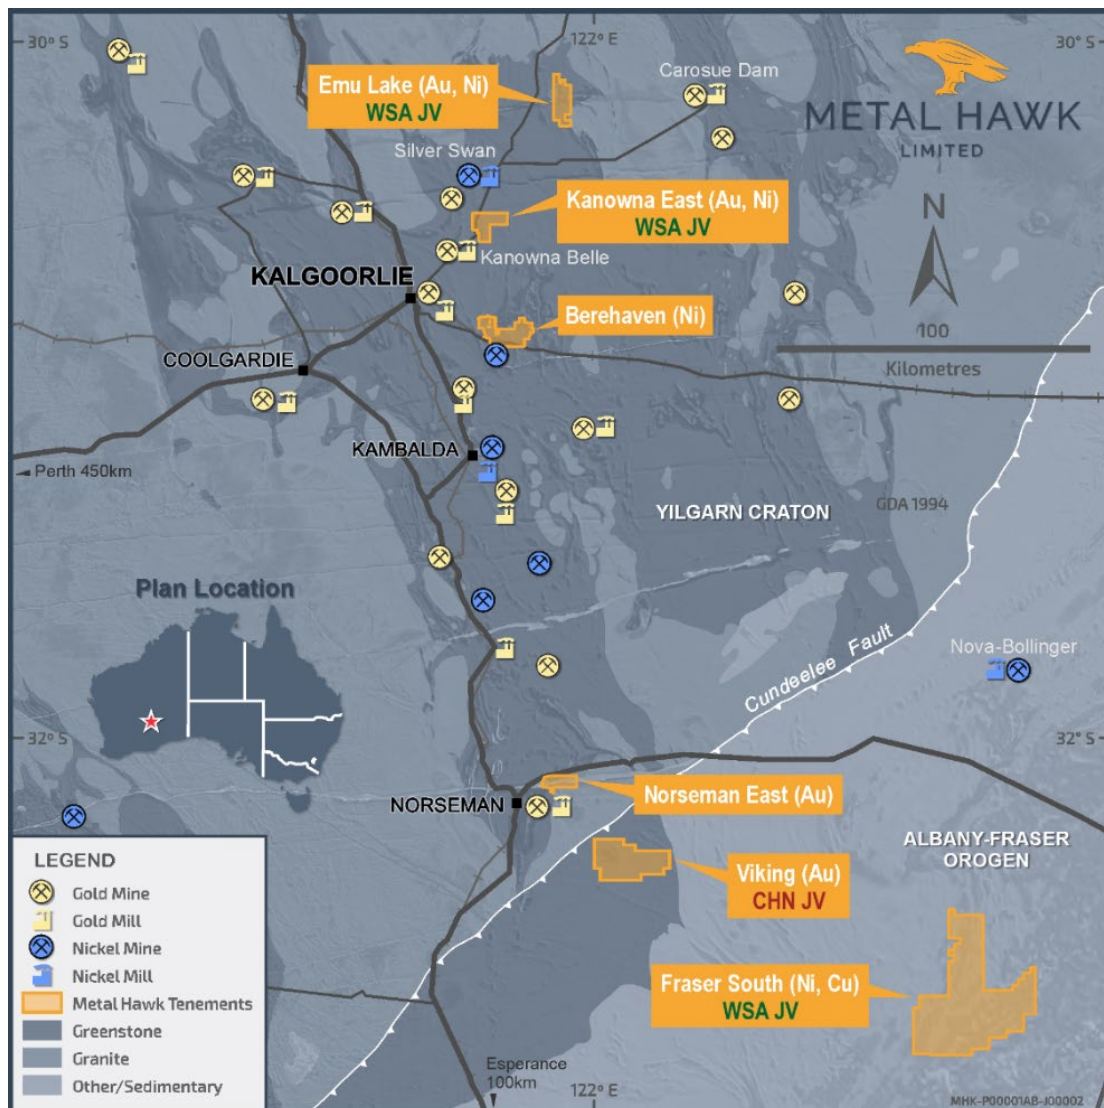 30° S
122° E
30° S
METAL HAWK
LIMITED
Carosue Dam
Emu Lake (Au, Ni)
WSA JV
Silver Swan
Kanowna East (Au, Ni)
WSA JV
N
Kanowna Belle
KALGOORLIE
Berehaven (Ni)
100
Kilometres
COOLGARDIE
KAMBALDA
Perth 450km
YILGARN CRATON
GDA 1994
Plan Location
Cundeelee Fault
Nova-Bollinger
32° S
32° S
NORSEMAN
Norseman East (Au)
ALBANY-FRASER
OROGEN
Viking (Au)
CHN JV
Fraser South (Ni, Cu)
WSA JV
LEGEND
Gold Mine
Gold Mill
Nickel Mine
Nickel Mill
Metal Hawk Tenements
Greenstone
Granite
Other/Sedimentary
Esperance
100km
122° E
MHK-P00001AB-J00002